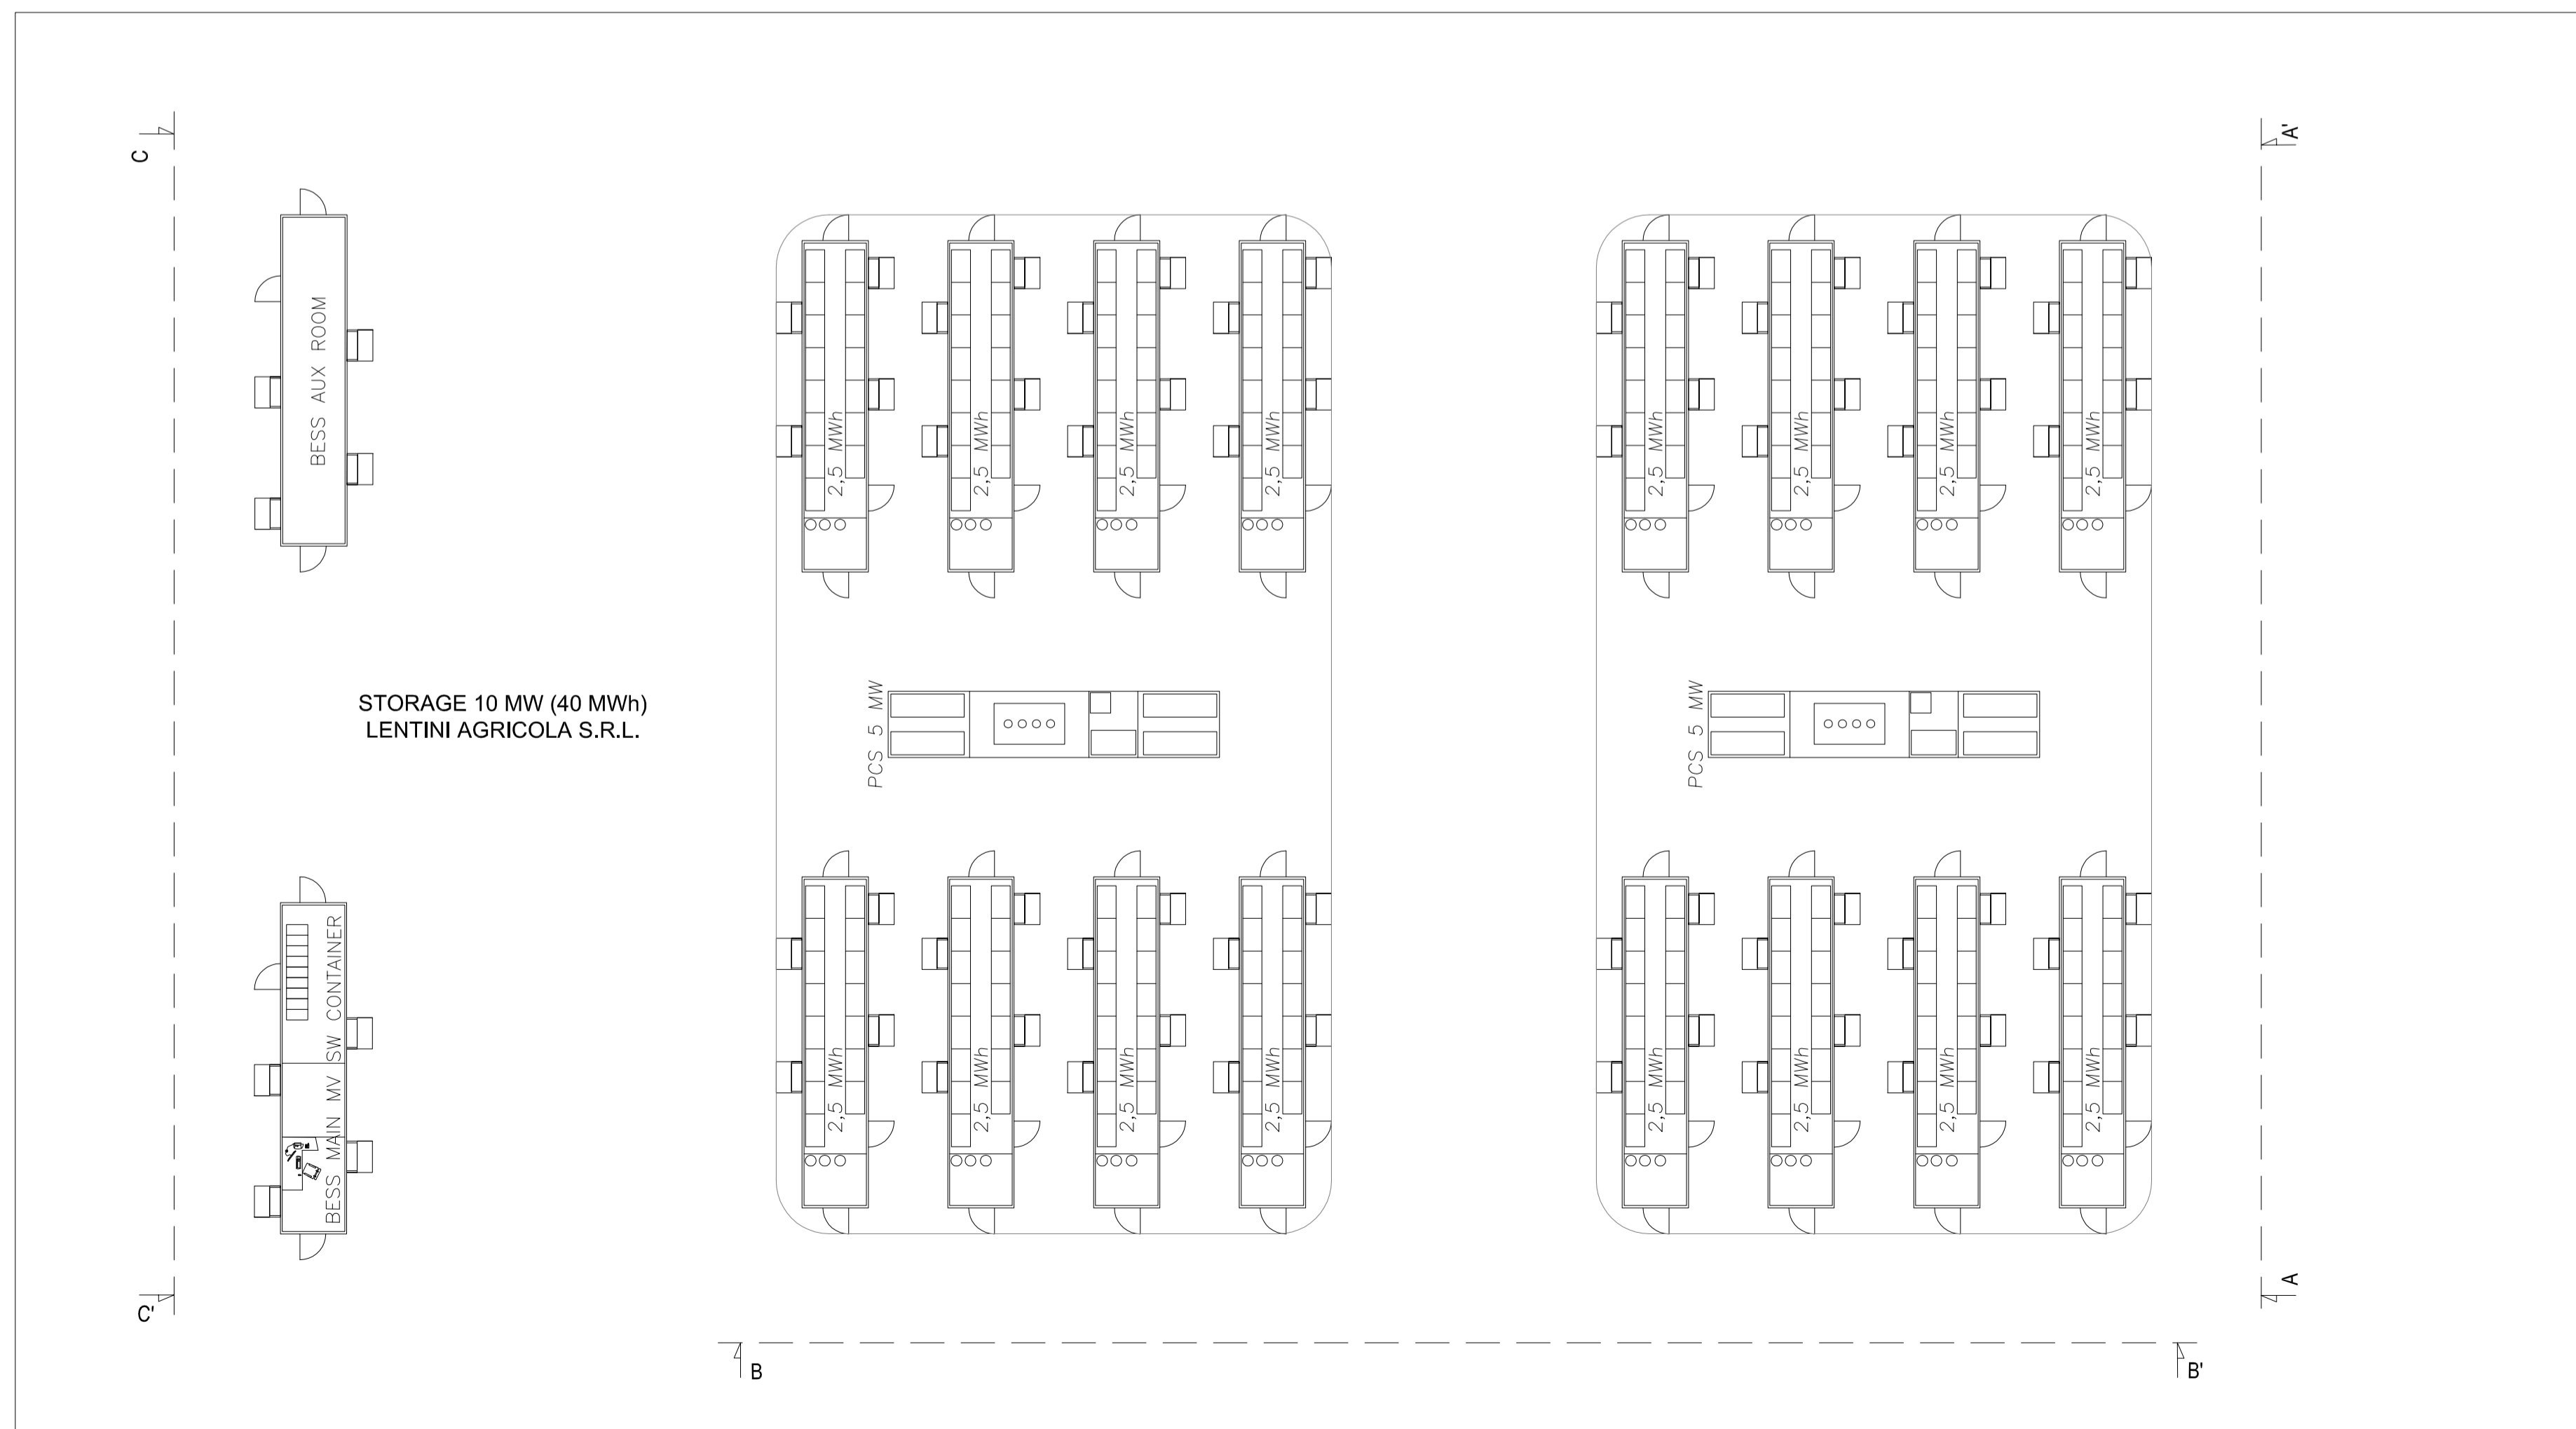 C
A'
BESS AUX ROOM
2,5 MWh
2,5 MWh
2,5 MWh
2,5 MWh
2,5 MWh
2,5 MWh
2,5 MWh
2,5 MWh
STORAGE 10 MW (40 MWh)
LENTINI AGRICOLA S.R.L.
PCS 5 MW
PCS 5 MW
BESS MAIN MV SW CONTAINER
2,5 MWh
2,5 MWh
2,5 MWh
2,5 MWh
2,5 MWh
2,5 MWh
2,5 MWh
2,5 MWh
C'
A
B
B'